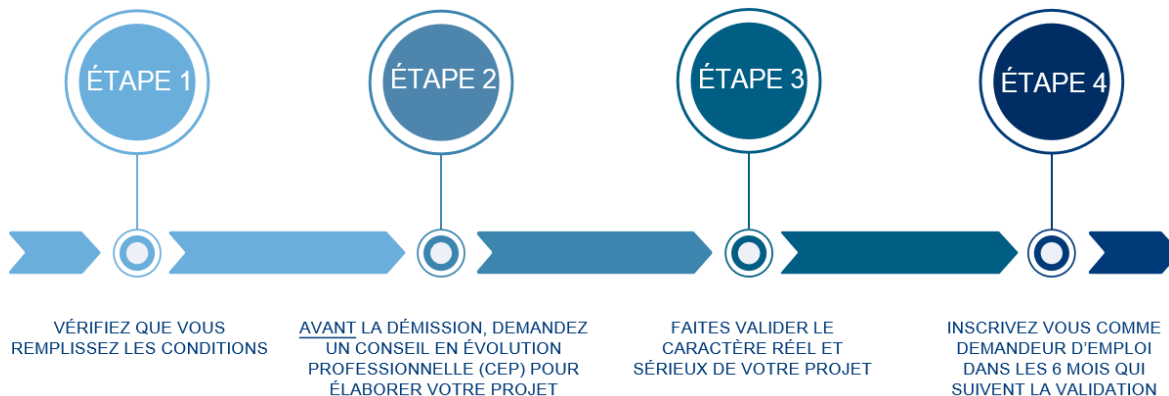 ÉTAPE 1
ÉTAPE 2
ÉTAPE 3
ÉTAPE 4
VÉRIFIEZ QUE VOUS
REMPLISSEZ LES CONDITIONS
AVANT LA DÉMISSION, DEMANDEZ
UN CONSEIL EN ÉVOLUTION
PROFESSIONNELLE (CEP) POUR
ÉLABORER VOTRE PROJET
FAITES VALIDER LE
CARACTÈRE RÉEL ET
SÉRIEUX DE VOTRE PROJET
INSCRIVEZ VOUS COMME
DEMANDEUR D’EMPLOI
DANS LES 6 MOIS QUI
SUIVENT LA VALIDATION